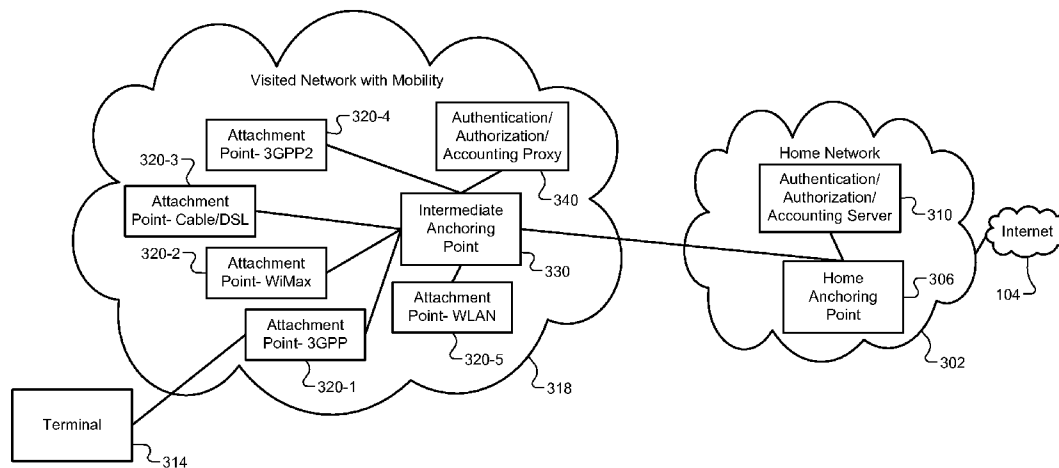 Visited Network with Mobility
320-4
Attachment
Point- 3GPP2
Authentication/
Authorization/
Accounting Proxy
340
320-3
Attachment
Point- Cable/DSL
Intermediate
Anchoring
Point
330
320-2
Attachment
Point- WiMax
Attachment
Point- WLAN
320-5
Attachment
Point- 3GPP
320-1
318
Terminal
314
Home Network
Authentication/
Authorization/
Accounting Server
310
Home
Anchoring
Point
306
302
Internet
104